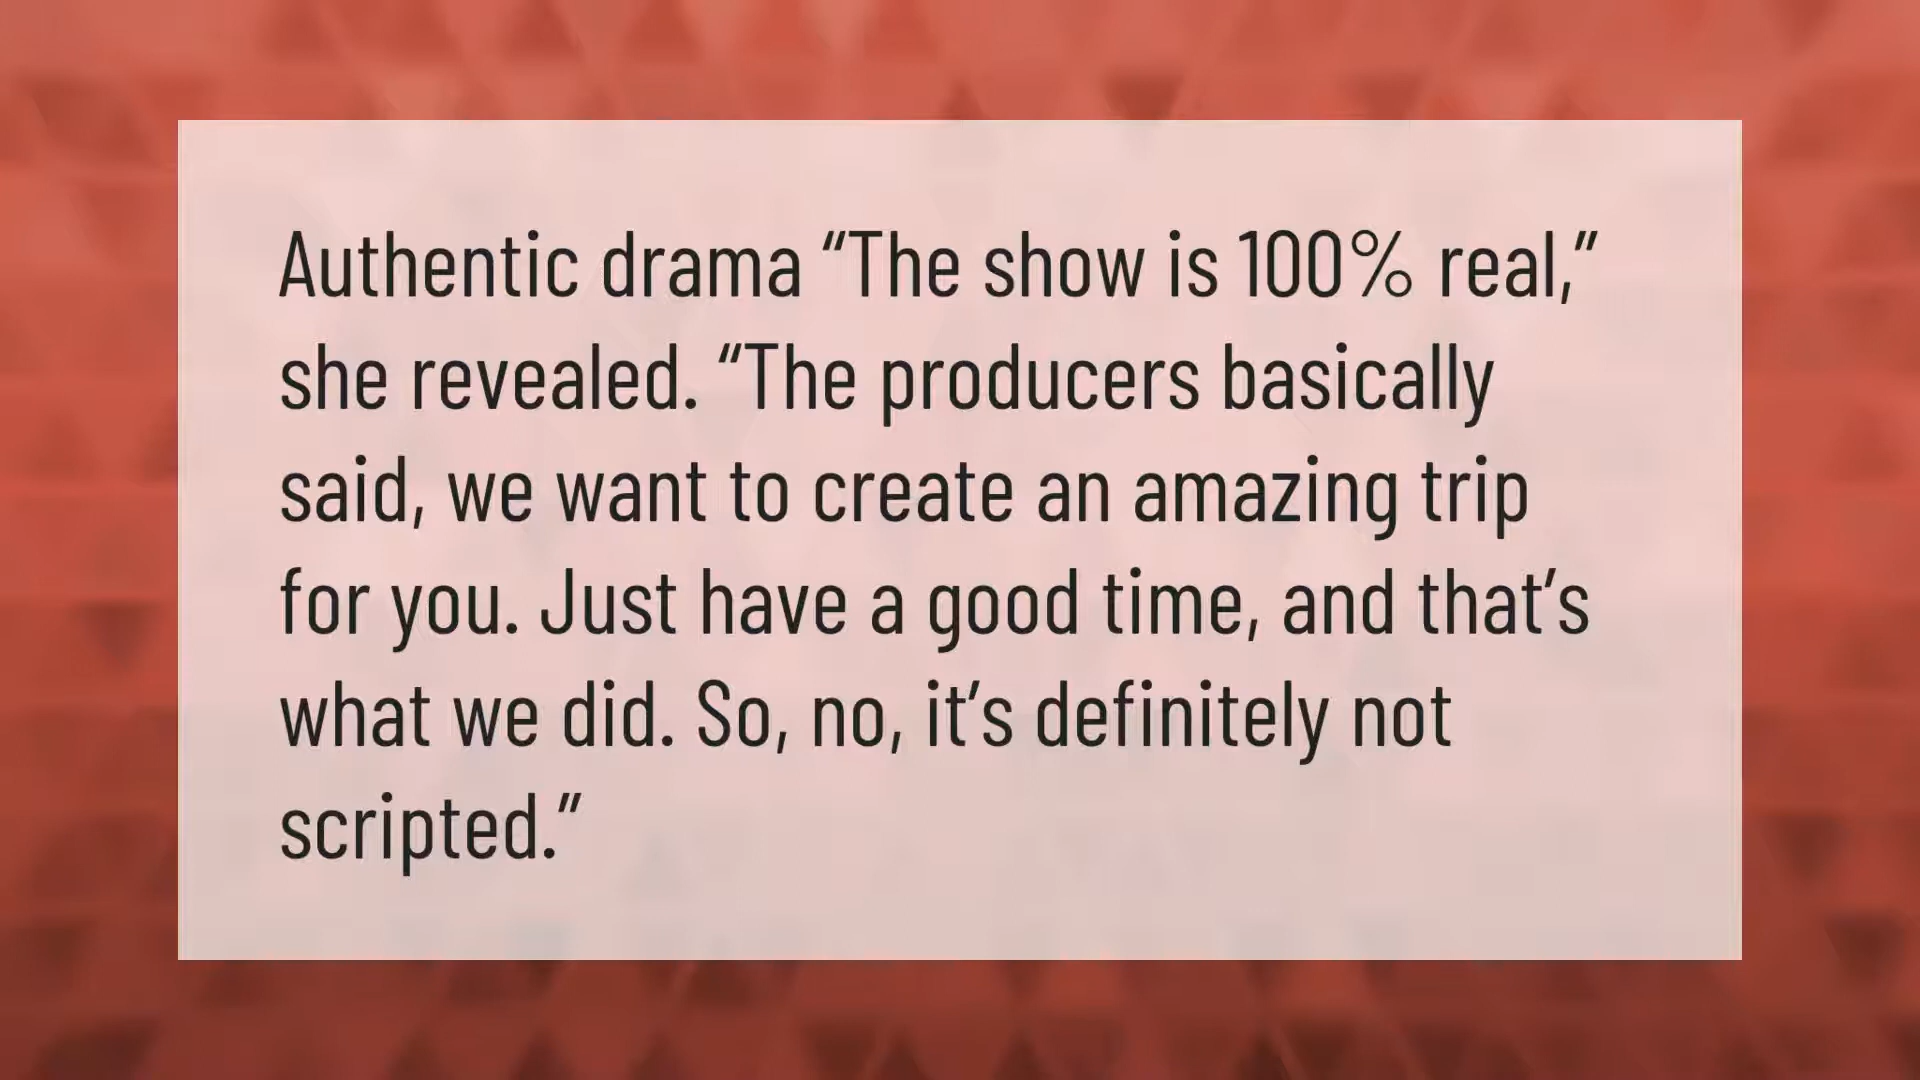 Authentic drama “The show is 100% real,”
she revealed. “The producers basically
said, we want to create an amazing trip
for you. Just have a good time, and that’s
what we did. So, no, it’s definitely not
scripted.”